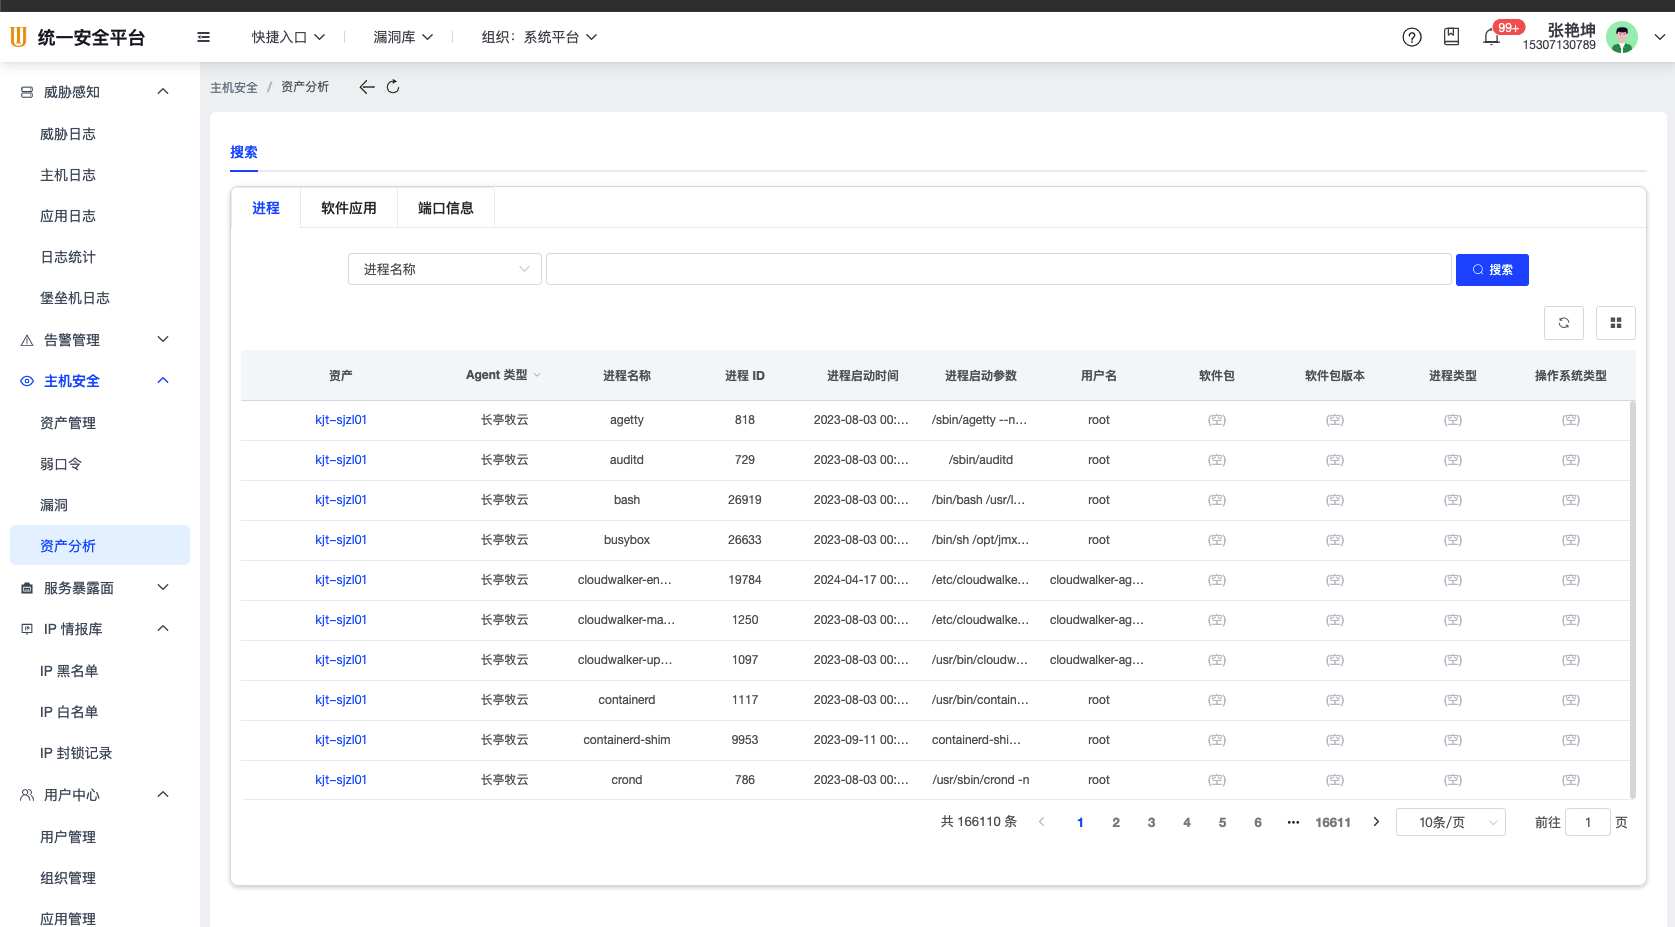 统一安全平台
快捷入口
漏洞库
组织：系统平台
99+
张艳坤
15307130789
威胁感知
威胁日志
主机日志
应用日志
日志统计
堡垒机日志
告警管理
主机安全
资产管理
弱口令
漏洞
资产分析
服务暴露面
IP 情报库
IP 黑名单
IP 白名单
IP 封锁记录
用户中心
用户管理
组织管理
应用管理
主机安全 / 资产分析
搜索
进程 软件应用 端口信息
进程名称
搜索
资产 Agent 类型 进程名称 进程 ID 进程启动时间 进程启动参数 用户名 软件包 软件包版本 进程类型 操作系统类型
kjt-sjzl01 长亭牧云 agetty 818 2023-08-03 00:... /sbin/agetty --n... root (空) (空) (空) (空)
kjt-sjzl01 长亭牧云 auditd 729 2023-08-03 00:... /sbin/auditd root (空) (空) (空) (空)
kjt-sjzl01 长亭牧云 bash 26919 2023-08-03 00:... /bin/bash /usr/l... root (空) (空) (空) (空)
kjt-sjzl01 长亭牧云 busybox 26633 2023-08-03 00:... /bin/sh /opt/jmx... root (空) (空) (空) (空)
kjt-sjzl01 长亭牧云 cloudwalker-en... 19784 2024-04-17 00:... /etc/cloudwalke... cloudwalker-ag... (空) (空) (空) (空)
kjt-sjzl01 长亭牧云 cloudwalker-ma... 1250 2023-08-03 00:... /etc/cloudwalke... cloudwalker-ag... (空) (空) (空) (空)
kjt-sjzl01 长亭牧云 cloudwalker-up... 1097 2023-08-03 00:... /usr/bin/cloudw... cloudwalker-ag... (空) (空) (空) (空)
kjt-sjzl01 长亭牧云 containerd 1117 2023-08-03 00:... /usr/bin/contain... root (空) (空) (空) (空)
kjt-sjzl01 长亭牧云 containerd-shim 9953 2023-09-11 00:... containerd-shi... root (空) (空) (空) (空)
kjt-sjzl01 长亭牧云 crond 786 2023-08-03 00:... /usr/sbin/crond -n root (空) (空) (空) (空)
共 166110 条 1 2 3 4 5 6 ••• 16611 10条/页 前往 1 页